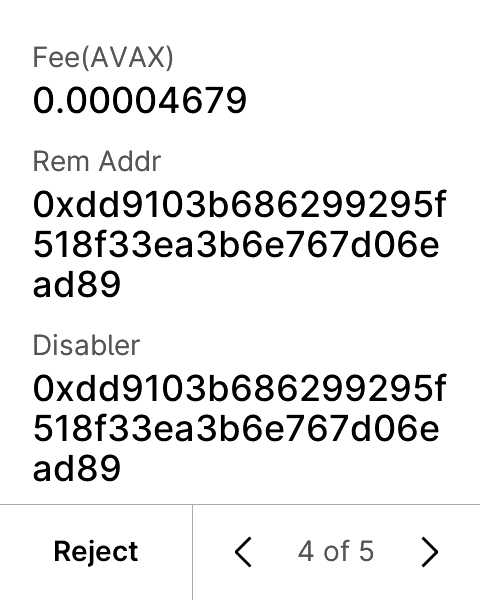 Fee(AVAX)
0.00004679
Rem Addr
0xdd9103b686299295f
518f33ea3b6e767d06e
ad89
Disabler
0xdd9103b686299295f
518f33ea3b6e767d06e
ad89
Reject
4 of 5